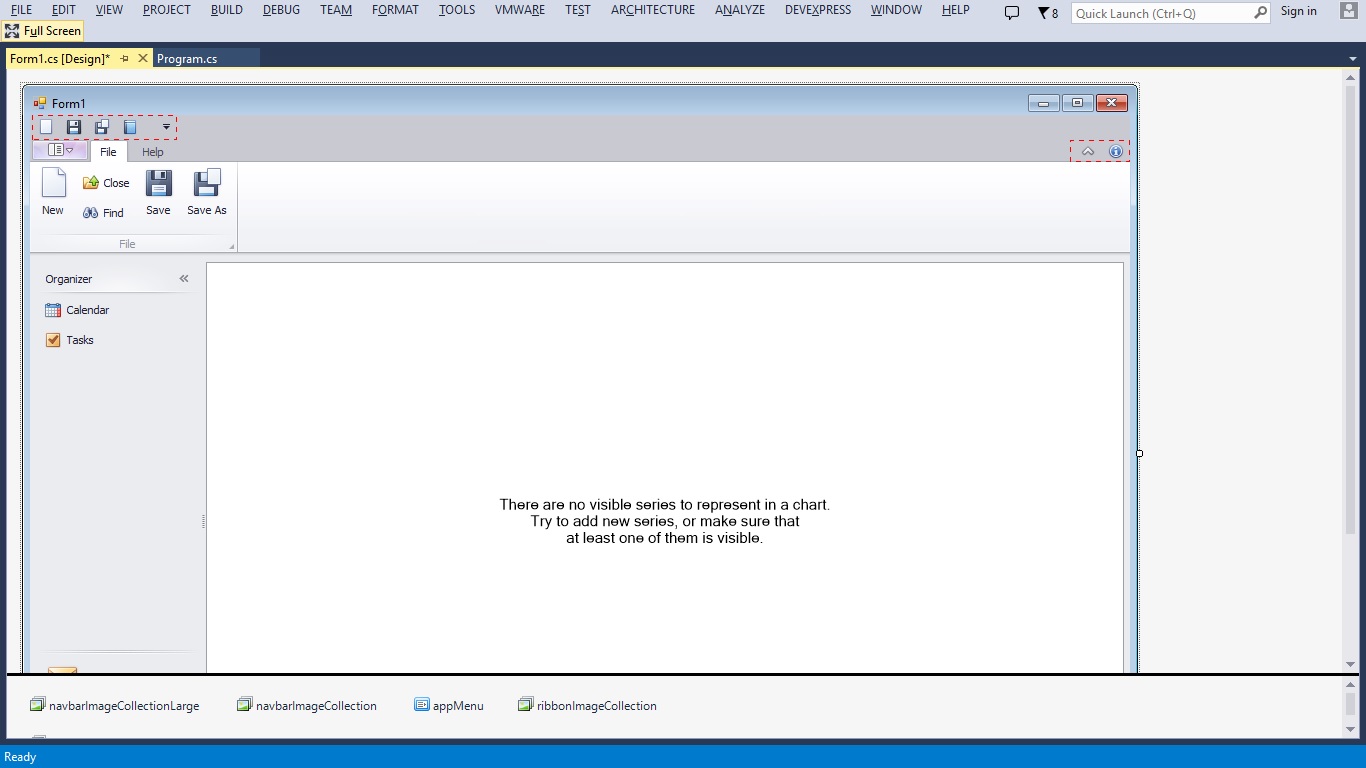 FILE EDIT VIEW PROJECT BUILD DEBUG TEAM FORMAT TOOLS VMWARE TEST ARCHITECTURE ANALYZE DEVEXPRESS WINDOW HELP 8 Quick Launch (Ctrl+Q) Sign in
Full Screen
Form1.cs [Design]* Program.cs
Form1
File Help
New Close Find Save Save As
File
Organizer
Calendar
Tasks
There are no visible series to represent in a chart.
Try to add new series, or make sure that
at least one of them is visible.
navbarImageCollectionLarge navbarImageCollection appMenu ribbonImageCollection
Ready